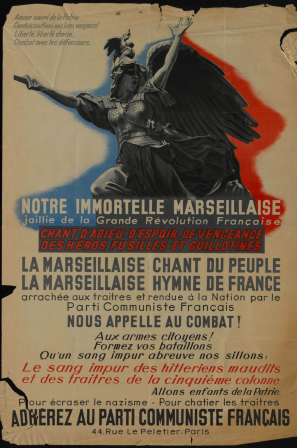 Amour sacré de la Patrie
Conduis soutiens nos bras vengeurs!
Liberté, liberté chérie,
Combat avec tes défenseurs...
NOTRE IMMORTELLE MARSEILLAISE
jaillie de la Grande Révolution Française
CHANT D'ADIEU, D'ESPOIR, DE VENGEANCE
DES HÉROS FUSILLÉS ET GUILLOTINÉS
LA MARSEILLAISE CHANT DU PEUPLE
LA MARSEILLAISE HYMNE DE FRANCE
arrachée aux traîtres et rendue à la Nation par le
Parti Communiste Français
NOUS APPELLE AU COMBAT!
Aux armes citoyens!
Formez vos bataillons
Qu'un sang impur abreuve nos sillons:
Le sang impur des hitlériens maudits
et des traîtres de la cinquième colonne
Allons enfants de la Patrie.
Pour écraser le nazisme - Pour châtier les traîtres
ADHÉREZ AU PARTI COMMUNISTE FRANÇAIS
44, Rue Le Peletier, Paris